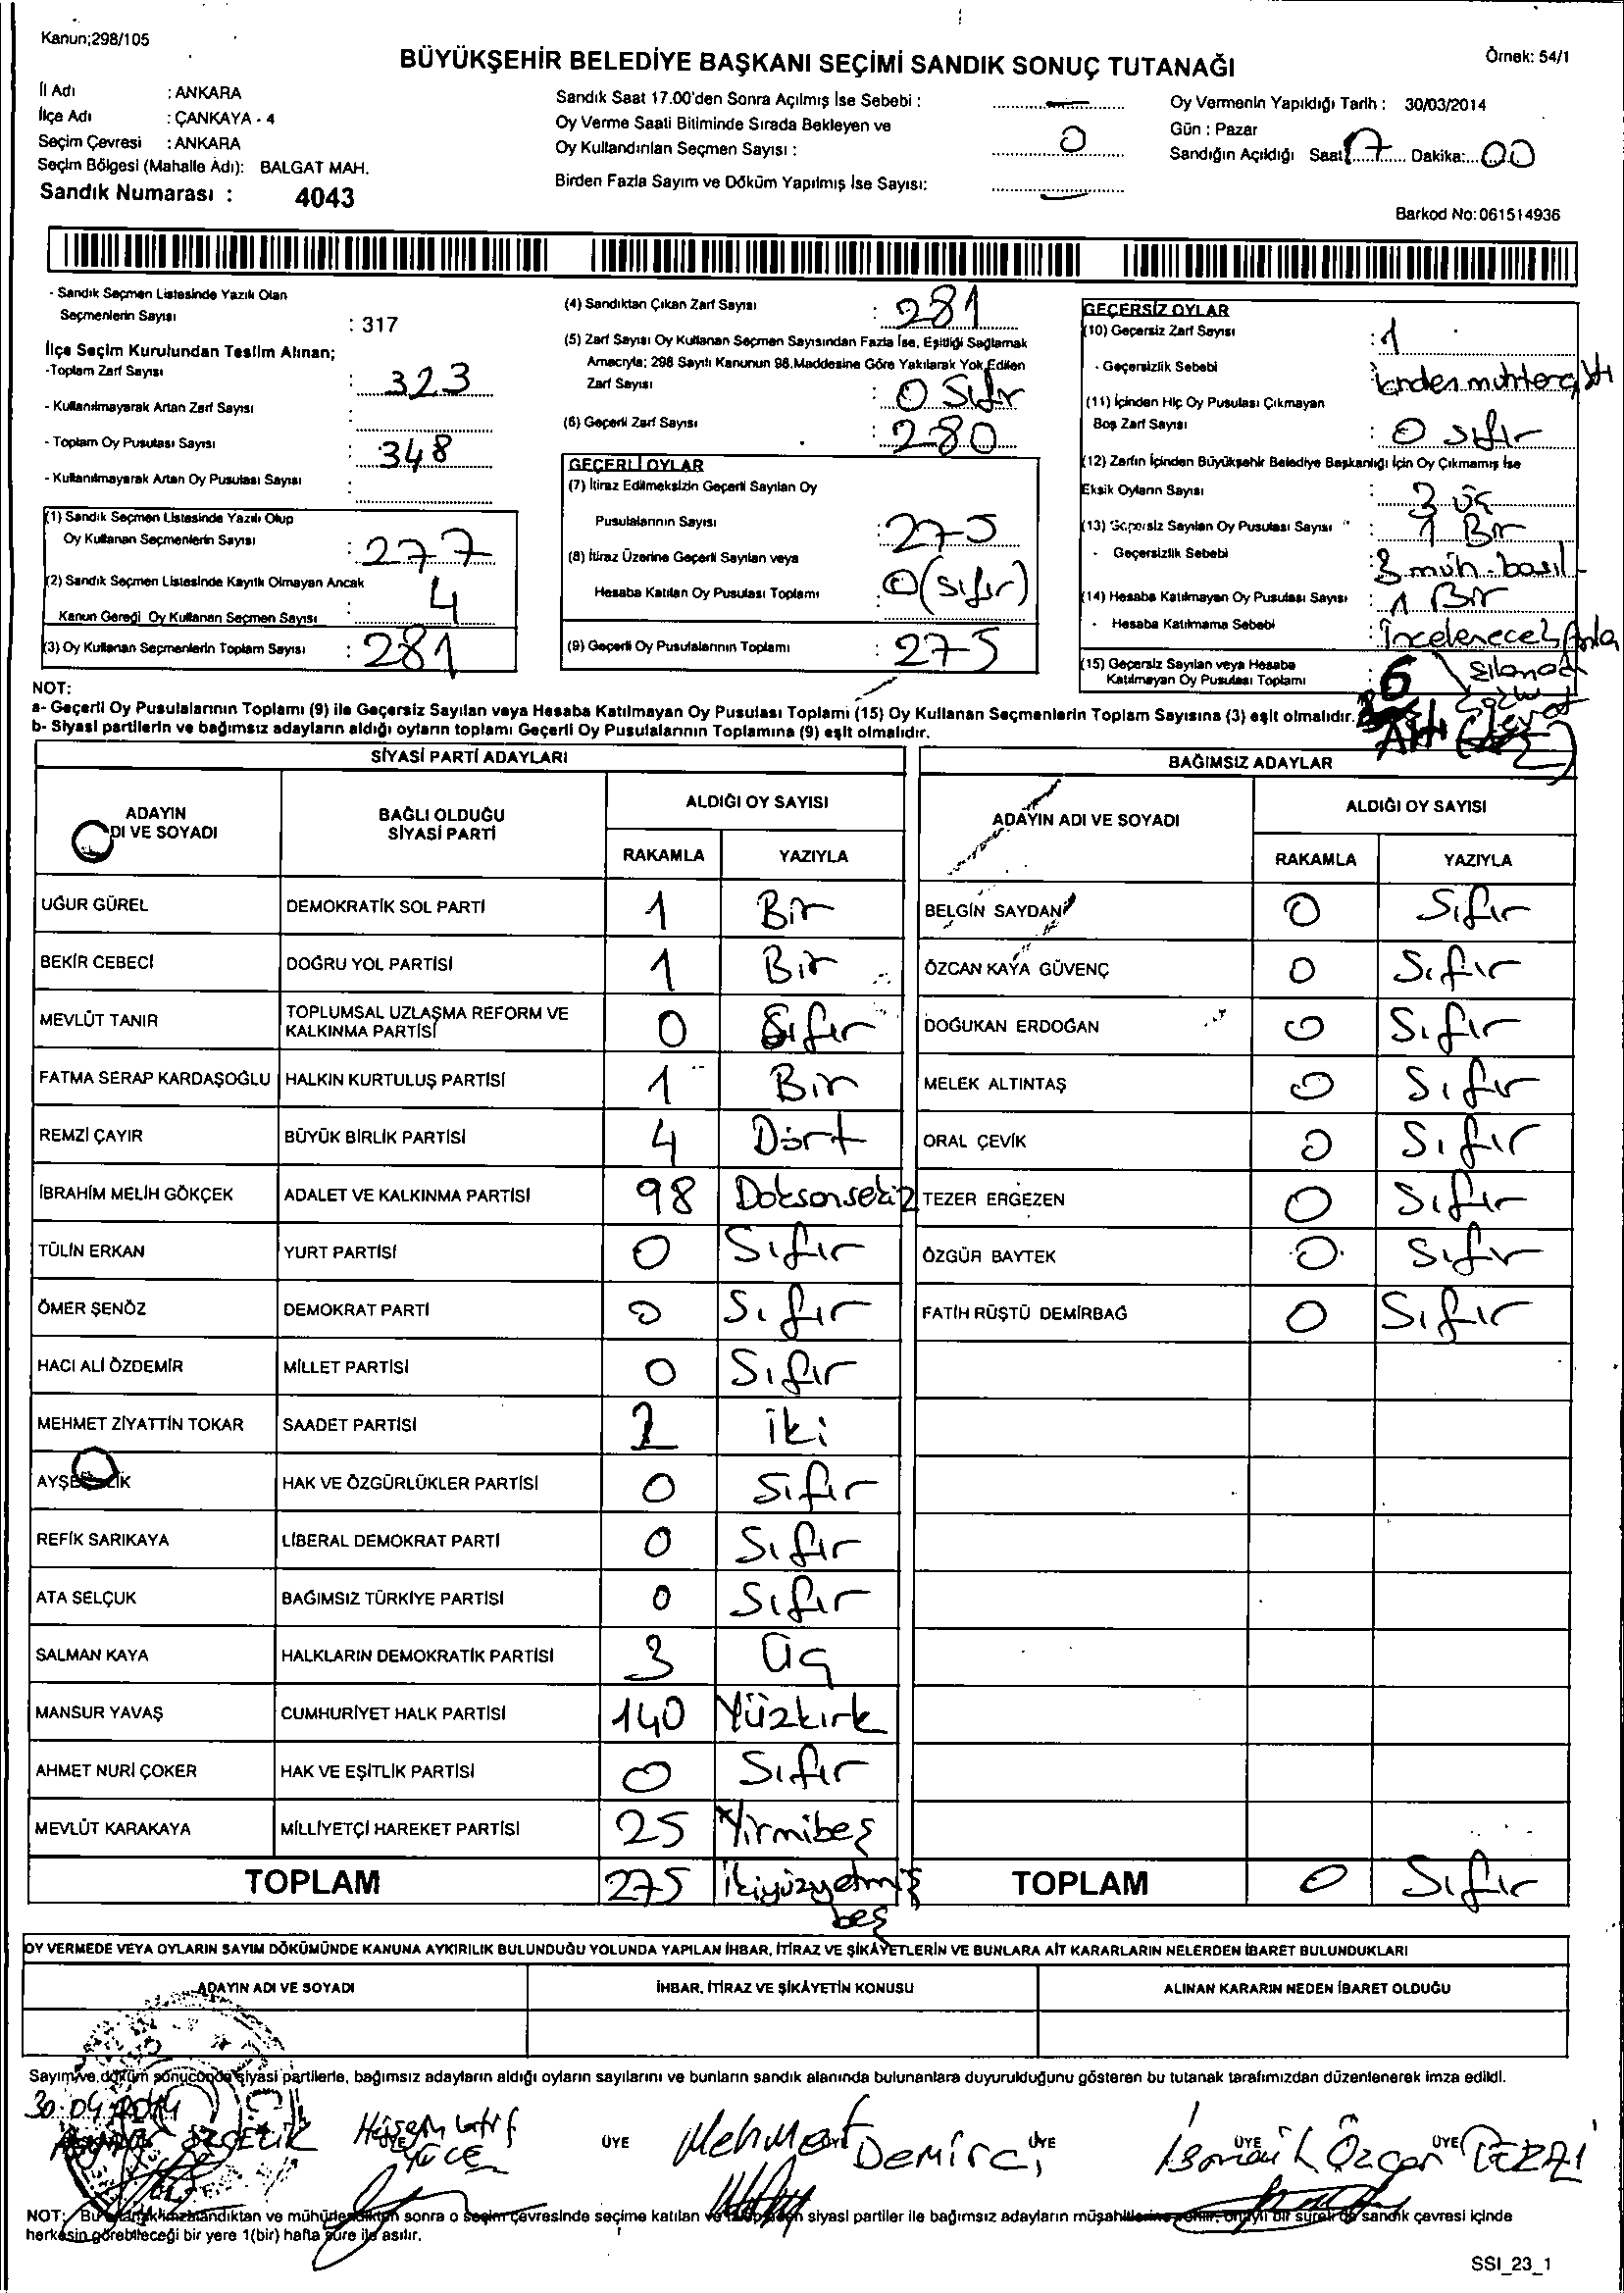 Kanun;298/105
BÜYÜKŞEHİR BELEDİYE BAŞKANI SEÇİMİ SANDIK SONUÇ TUTANAĞI
Örnek: 54/1
İl Adı : ANKARA
İlçe Adı : ÇANKAYA - 4
Seçim Çevresi : ANKARA
Seçim Bölgesi (Mahalle Adı): BALGAT MAH.
Sandık Numarası : 4043
Sandık Saat 17.00'den Sonra Açılmış İse Sebebi : —
Oy Verme Saati Bitiminde Sırada Bekleyen ve
Oy Kullandırılan Seçmen Sayısı : 0
Birden Fazla Sayım ve Döküm Yapılmış İse Sayısı: —
Oy Vermenin Yapıldığı Tarih : 30/03/2014
Gün : Pazar
Sandığın Açıldığı Saat 17 Dakika: 00
Barkod No:061514936
- Sandık Seçmen Listesinde Yazılı Olan
Seçmenlerin Sayısı : 317
İlçe Seçim Kurulundan Teslim Alınan;
-Toplam Zarf Sayısı : 323
- Kullanılmayarak Artan Zarf Sayısı :
- Toplam Oy Pusulası Sayısı : 348
- Kullanılmayarak Artan Oy Pusulası Sayısı :
(1) Sandık Seçmen Listesinde Yazılı Olup
Oy Kullanan Seçmenlerin Sayısı : 277
(2) Sandık Seçmen Listesinde Kayıtlı Olmayan Ancak
Kanun Gereği Oy Kullanan Seçmen Sayısı : 4
(3) Oy Kullanan Seçmenlerin Toplam Sayısı : 281
(4) Sandıktan Çıkan Zarf Sayısı : 281
(5) Zarf Sayısı Oy Kullanan Seçmen Sayısından Fazla İse, Eşitliği Sağlamak
Amacıyla; 298 Sayılı Kanunun 98.Maddesine Göre Yakılarak Yok Edilen
Zarf Sayısı : 0 Sıfır
(6) Geçerli Zarf Sayısı : 280
GEÇERLİ OYLAR
(7) İtiraz Edilmeksizin Geçerli Sayılan Oy
Pusulalarının Sayısı : 275
(8) İtiraz Üzerine Geçerli Sayılan veya
Hesaba Katılan Oy Pusulası Toplamı : 0 (sıfır)
(9) Geçerli Oy Pusulalarının Toplamı : 275
GEÇERSİZ OYLAR
(10) Geçersiz Zarf Sayısı : 1
- Geçersizlik Sebebi :
(11) İçinden Hiç Oy Pusulası Çıkmayan
Boş Zarf Sayısı : 0 sıfır
(12) Zarfın İçinden Büyükşehir Belediye Başkanlığı İçin Oy Çıkmamış İse
Eksik Oyların Sayısı : 3 üç
(13) Geçersiz Sayılan Oy Pusulası Sayısı : 1 Bir
- Geçersizlik Sebebi : 3 müh. basıl
(14) Hesaba Katılmayan Oy Pusulası Sayısı : 1 Bir
- Hesaba Katılmama Sebebi :
(15) Geçersiz Sayılan veya Hesaba
Katılmayan Oy Pusulası Toplamı : 6
NOT:
a- Geçerli Oy Pusulalarının Toplamı (9) ile Geçersiz Sayılan veya Hesaba Katılmayan Oy Pusulası Toplamı (15) Oy Kullanan Seçmenlerin Toplam Sayısına (3) eşit olmalıdır.
b- Siyasi partilerin ve bağımsız adayların aldığı oyların toplamı Geçerli Oy Pusulalarının Toplamına (9) eşit olmalıdır.
SİYASİ PARTİ ADAYLARI
ADAYIN
DI VE SOYADI
BAĞLI OLDUĞU
SİYASİ PARTİ
ALDIĞI OY SAYISI
RAKAMLA YAZIYLA
UĞUR GÜREL DEMOKRATİK SOL PARTİ 1 Bir
BEKİR CEBECİ DOĞRU YOL PARTİSİ 1 Bir
MEVLÜT TANIR TOPLUMSAL UZLAŞMA REFORM VE
KALKINMA PARTİSİ 0 Sıfır
FATMA SERAP KARDAŞOĞLU HALKIN KURTULUŞ PARTİSİ 1 Bir
REMZİ ÇAYIR BÜYÜK BİRLİK PARTİSİ 4 Dört
İBRAHİM MELİH GÖKÇEK ADALET VE KALKINMA PARTİSİ 98 Doksansekiz
TÜLİN ERKAN YURT PARTİSİ 0 Sıfır
ÖMER ŞENÖZ DEMOKRAT PARTİ 0 Sıfır
HACI ALİ ÖZDEMİR MİLLET PARTİSİ 0 Sıfır
MEHMET ZİYATTİN TOKAR SAADET PARTİSİ 2 İki
HAK VE ÖZGÜRLÜKLER PARTİSİ 0 Sıfır
REFİK SARIKAYA LİBERAL DEMOKRAT PARTİ 0 Sıfır
ATA SELÇUK BAĞIMSIZ TÜRKİYE PARTİSİ 0 Sıfır
SALMAN KAYA HALKLARIN DEMOKRATİK PARTİSİ 3 üç
MANSUR YAVAŞ CUMHURİYET HALK PARTİSİ 140 Yüzkırk
AHMET NURİ ÇOKER HAK VE EŞİTLİK PARTİSİ 0 Sıfır
MEVLÜT KARAKAYA MİLLİYETÇİ HAREKET PARTİSİ 25 Yirmibeş
TOPLAM 275 İkiyüzyetmiş
beş
BAĞIMSIZ ADAYLAR
ADAYIN ADI VE SOYADI
ALDIĞI OY SAYISI
RAKAMLA YAZIYLA
BELGİN SAYDAN 0 Sıfır
ÖZCAN KAYA GÜVENÇ 0 Sıfır
DOĞUKAN ERDOĞAN 0 Sıfır
MELEK ALTINTAŞ 0 Sıfır
ORAL ÇEVİK 0 Sıfır
TEZER ERGEZEN 0 Sıfır
ÖZGÜR BAYTEK 0 Sıfır
FATİH RÜŞTÜ DEMİRBAĞ 0 Sıfır
TOPLAM 0 Sıfır
OY VERMEDE VEYA OYLARIN SAYIM DÖKÜMÜNDE KANUNA AYKIRILIK BULUNDUĞU YOLUNDA YAPILAN İHBAR, İTİRAZ VE ŞİKÂYETLERİN VE BUNLARA AİT KARARLARIN NELERDEN İBARET BULUNDUKLARI
ADAYIN ADI VE SOYADI
İHBAR, İTİRAZ VE ŞİKÂYETİN KONUSU
ALINAN KARARIN NEDEN İBARET OLDUĞU
Sayım ve döküm sonucunda siyasi partilerle, bağımsız adayların aldığı oyların sayılarını ve bunların sandık alanında bulunanlara duyurulduğunu gösteren bu tutanak tarafımızdan düzenlenerek imza edildi.
30.04.2014
YÜCE
ÜYE
Mehmet Demirci
ÜYE
ÜYE
İsmail Özcan
ÜYE
NOT: Bu sonra o seçim çevresinde seçime katılan siyasi partiler ile bağımsız adayların sandık çevresi içinde
herkesin görebileceği bir yere 1(bir) hafta süre ile asılır.
SSI_23_1